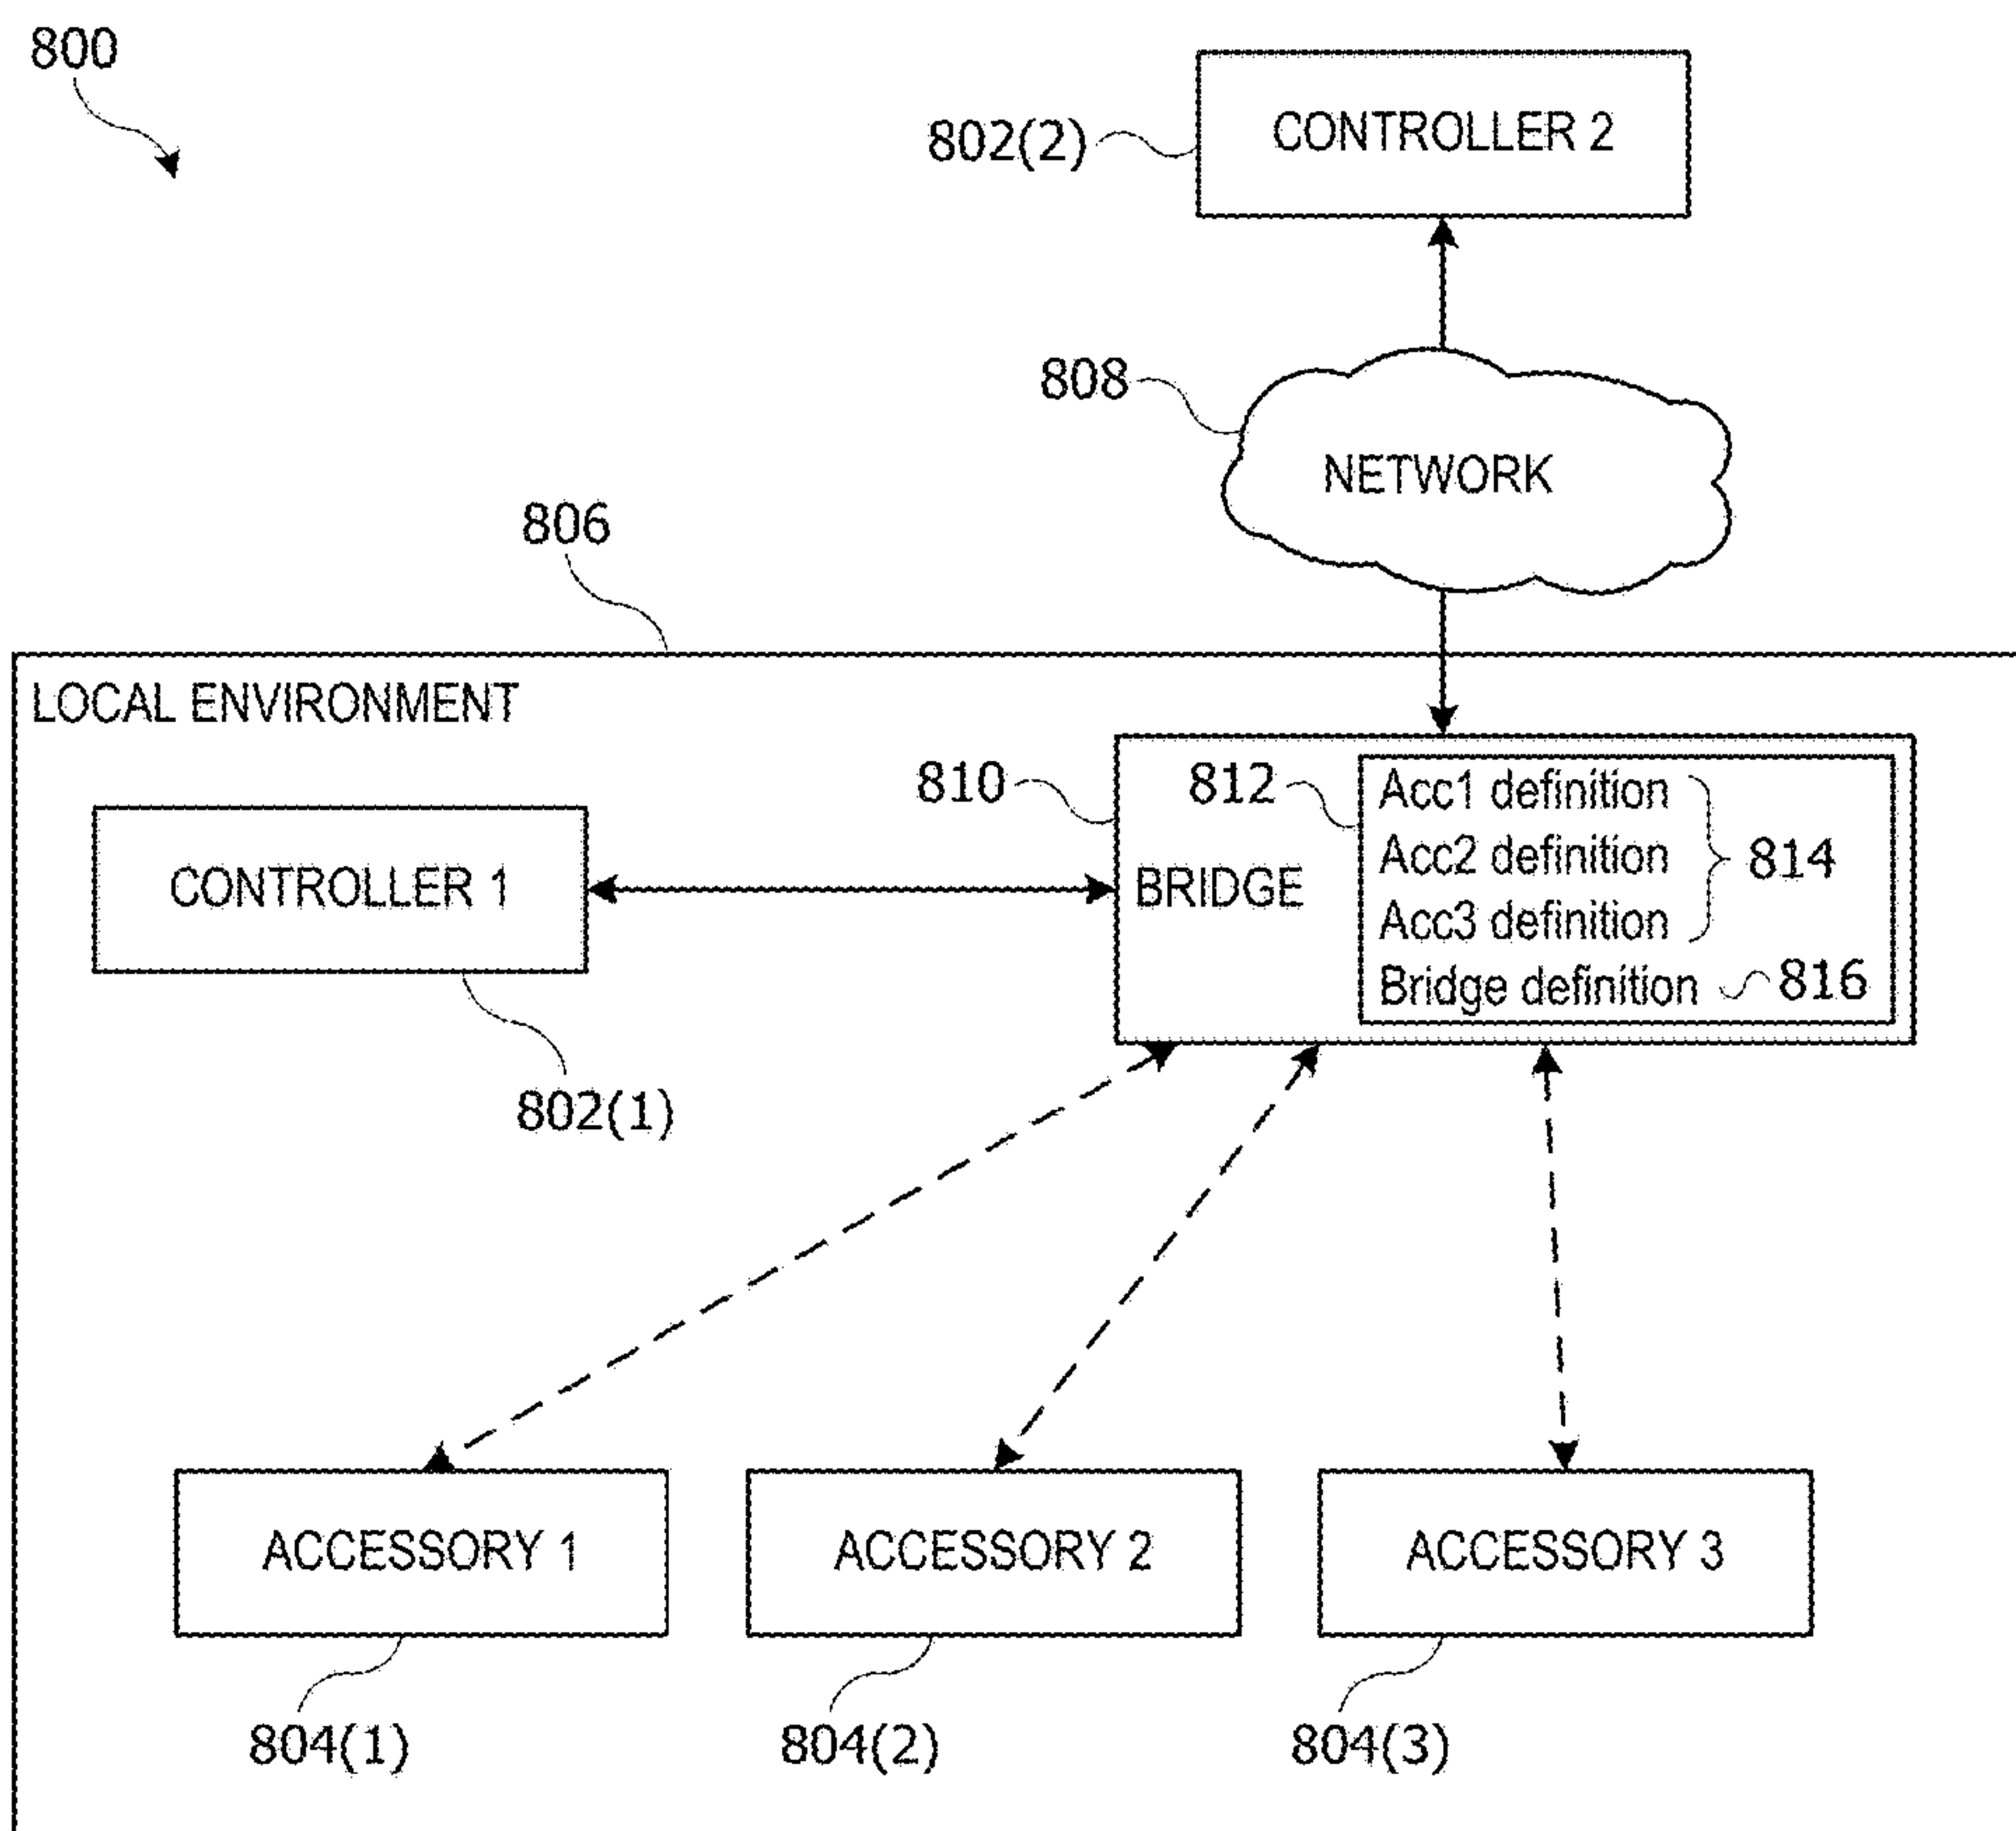 800
CONTROLLER 2
802(2)
808
NETWORK
806
LOCAL ENVIRONMENT
810
812
Acc1 definition
Acc2 definition
814
Acc3 definition
Bridge definition
816
BRIDGE
CONTROLLER 1
802(1)
ACCESSORY 1
ACCESSORY 2
ACCESSORY 3
804(1)
804(2)
804(3)